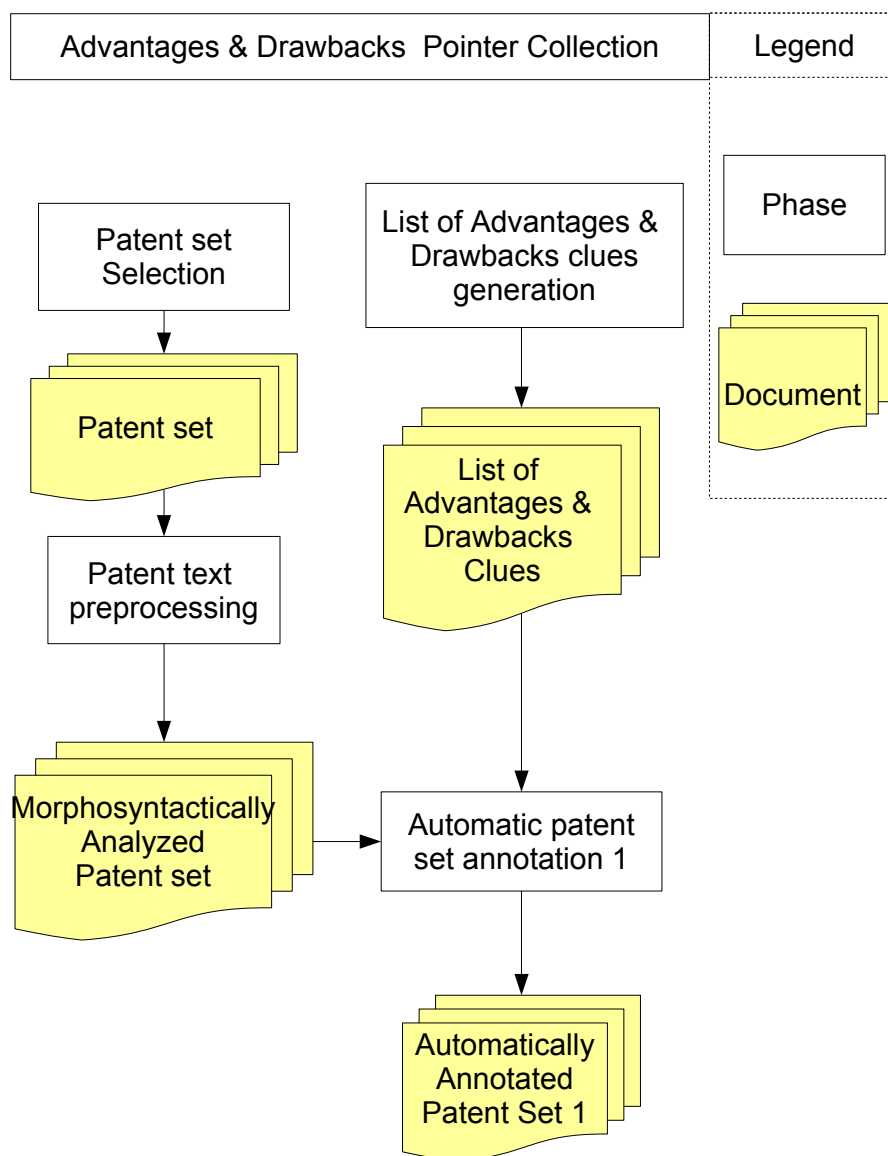 Advantages & Drawbacks  Pointer Collection
Legend
Patent set
Selection
List of Advantages &
Drawbacks clues
generation
Phase
Patent set
Document
List of
Advantages &
Drawbacks
Clues
Patent text
preprocessing
Morphosyntactically
Analyzed
Patent set
Automatic patent
set annotation 1
Automatically
Annotated
Patent Set 1